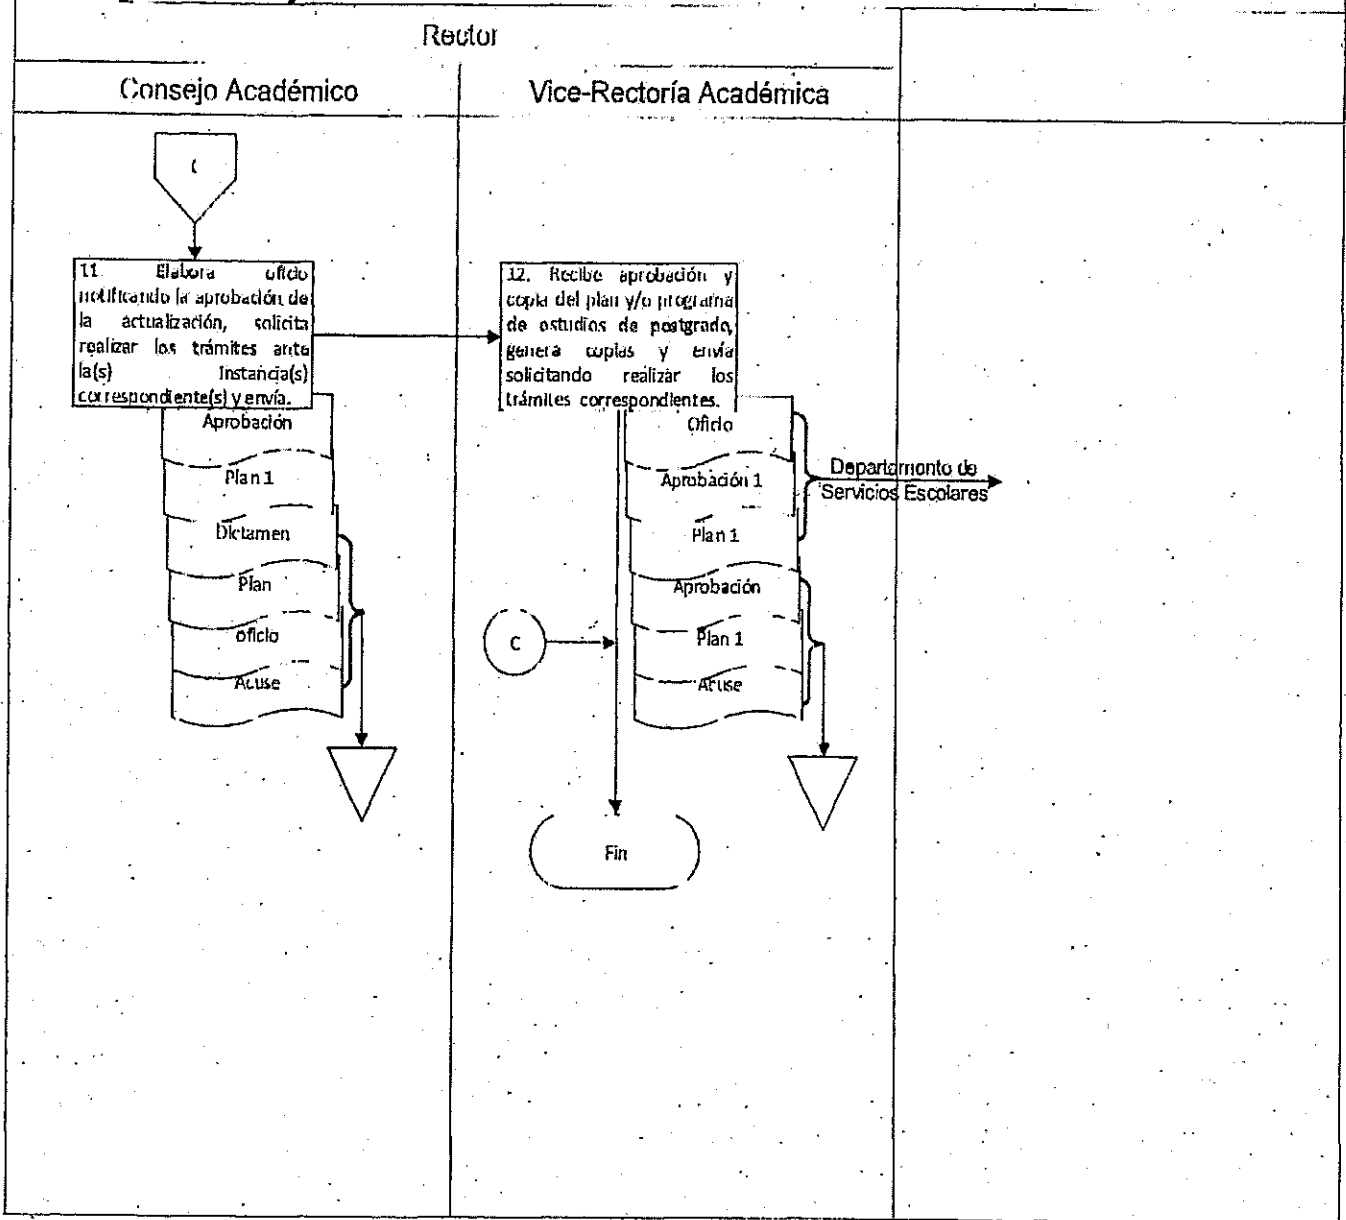 Rector
Consejo Académico
Vice-Rectoría Académica
11. Elabora oficio
notificando la aprobación de
la actualización, solicita
realizar los trámites ante
la(s) Instancia(s)
correspondiente(s) y envía.
Aprobación
Plan 1
Dictamen
Plan
oficio
Acuse
12. Recibe aprobación y
copia del plan y/o programa
de estudios de postgrado,
genera copias y envía
solicitando realizar los
trámites correspondientes.
Oficio
Aprobación 1
Plan 1
Aprobación
Plan 1
Acuse
Departamento de
Servicios Escolares
C
Fin